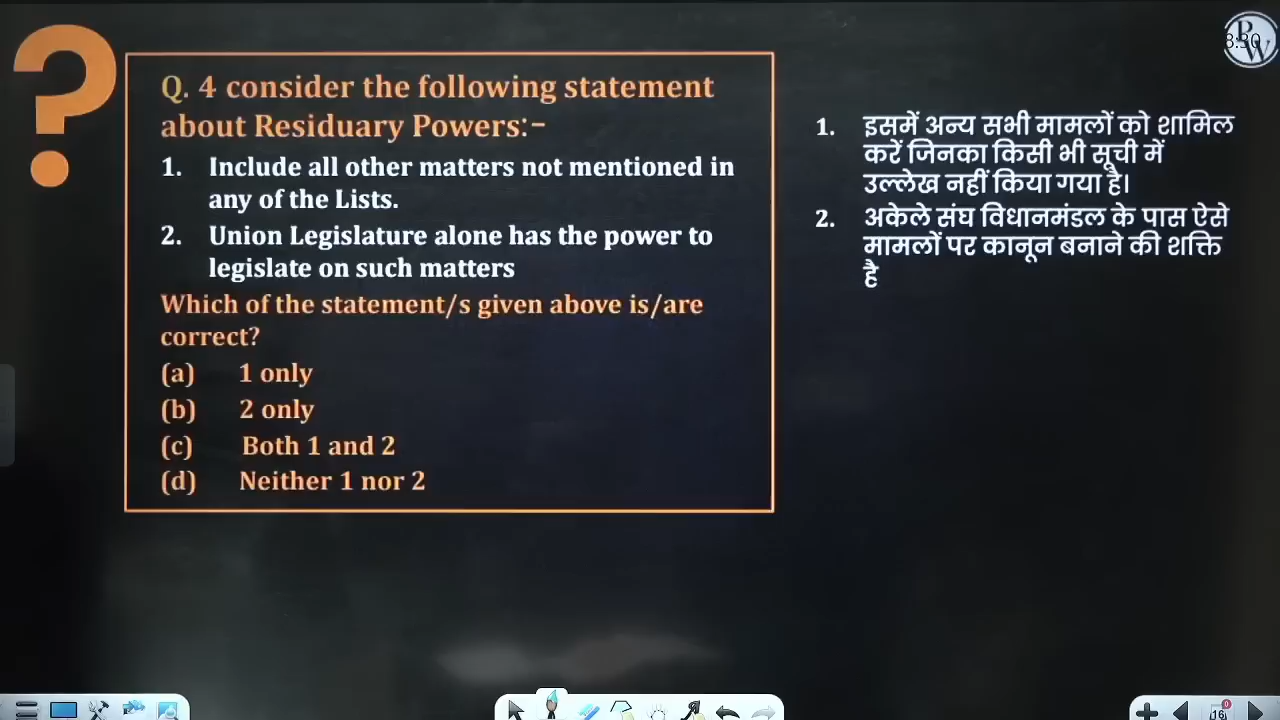 Q. 4 consider the following statement
about Residuary Powers:-
1. Include all other matters not mentioned in
any of the Lists.
2. Union Legislature alone has the power to
legislate on such matters
Which of the statement/s given above is/are
correct?
(a) 1 only
(b) 2 only
(c) Both 1 and 2
(d) Neither 1 nor 2
1. इसमें अन्य सभी मामलों को शामिल
करें जिनका किसी भी सूची में
उल्लेख नहीं किया गया है।
2. अकेले संघ विधानमंडल के पास ऐसे
मामलों पर कानून बनाने की शक्ति
है
PW
16